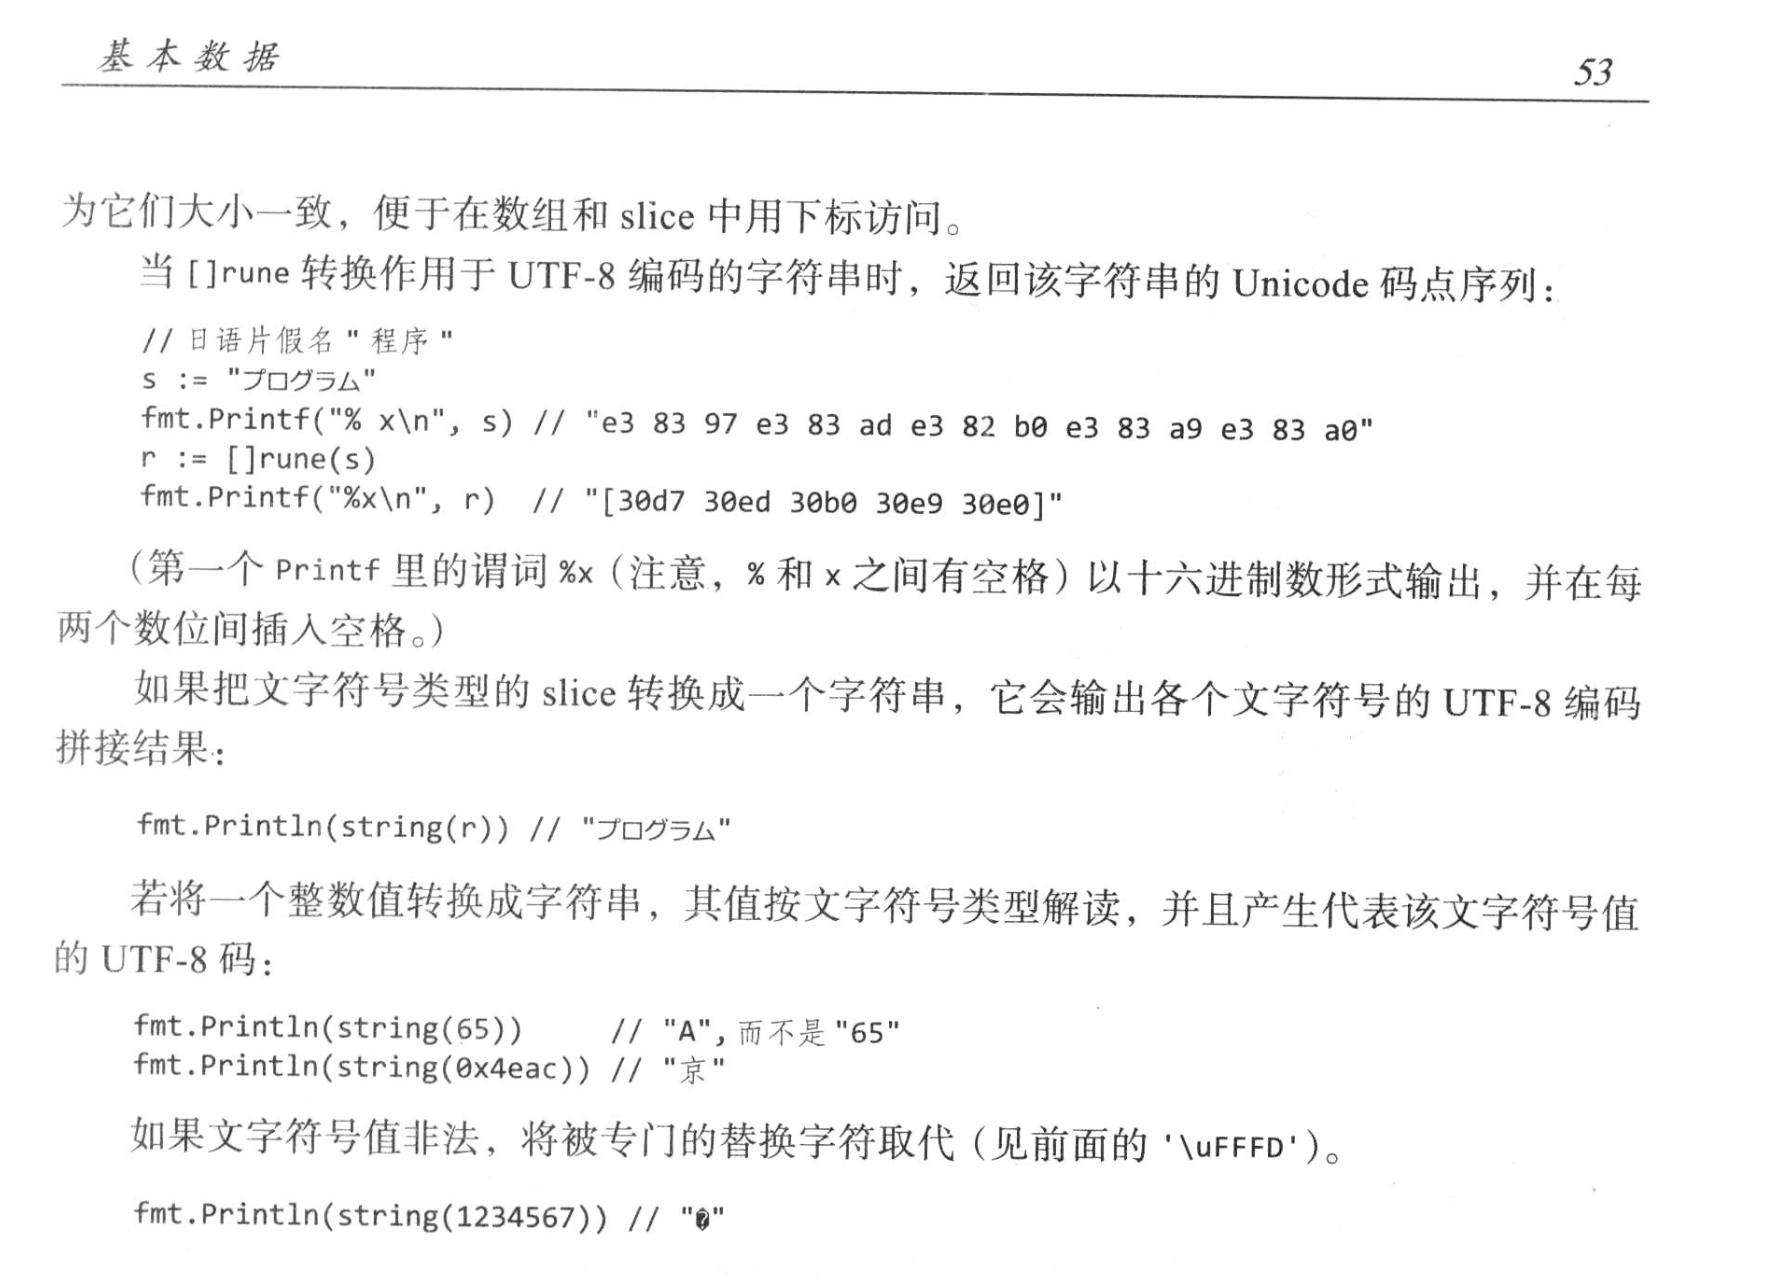 基本数据
53
为它们大小一致，便于在数组和 slice 中用下标访问。
当 []rune 转换作用于 UTF-8 编码的字符串时，返回该字符串的 Unicode 码点序列：
// 日语片假名 " 程序 "
s := "プログラム"
fmt.Printf("% x\n", s) // "e3 83 97 e3 83 ad e3 82 b0 e3 83 a9 e3 83 a0"
r := []rune(s)
fmt.Printf("%x\n", r)  // "[30d7 30ed 30b0 30e9 30e0]"
（第一个 Printf 里的谓词 %x（注意，% 和 x 之间有空格）以十六进制数形式输出，并在每
两个数位间插入空格。）
如果把文字符号类型的 slice 转换成一个字符串，它会输出各个文字符号的 UTF-8 编码
拼接结果：
fmt.Println(string(r)) // "プログラム"
若将一个整数值转换成字符串，其值按文字符号类型解读，并且产生代表该文字符号值
的 UTF-8 码：
fmt.Println(string(65))     // "A", 而不是 "65"
fmt.Println(string(0x4eac)) // "京"
如果文字符号值非法，将被专门的替换字符取代（见前面的 '\uFFFD'）。
fmt.Println(string(1234567)) // "�"